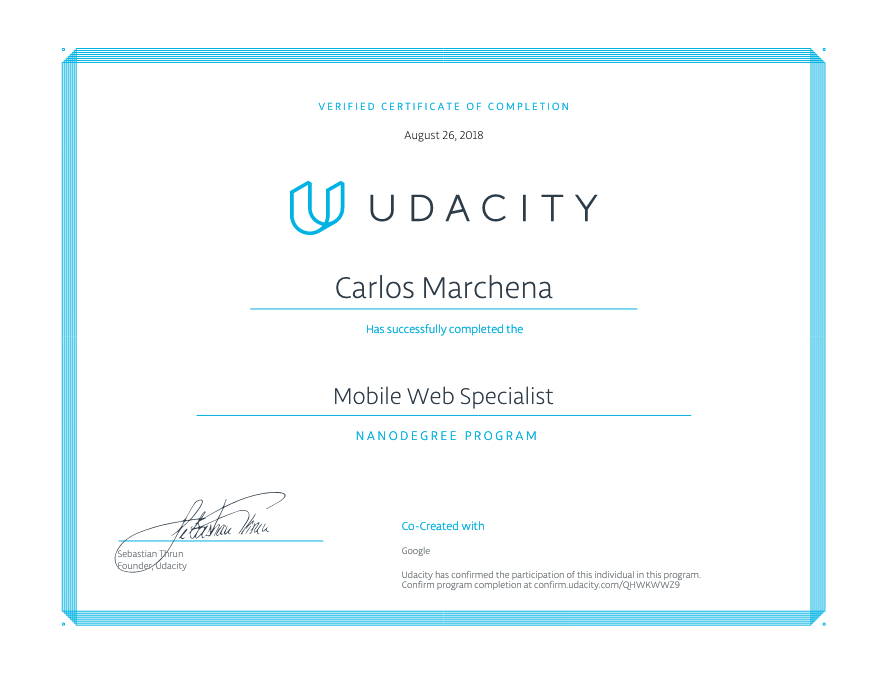 VERIFIED CERTIFICATE OF COMPLETION
August 26, 2018
UDACITY
Carlos Marchena
Has successfully completed the
Mobile Web Specialist
NANODEGREE PROGRAM
Sebastian Thrun
Sebastian Thrun
Founder, Udacity
Co-Created with
Google
Udacity has confirmed the participation of this individual in this program.
Confirm program completion at confirm.udacity.com/QHWKWWZ9